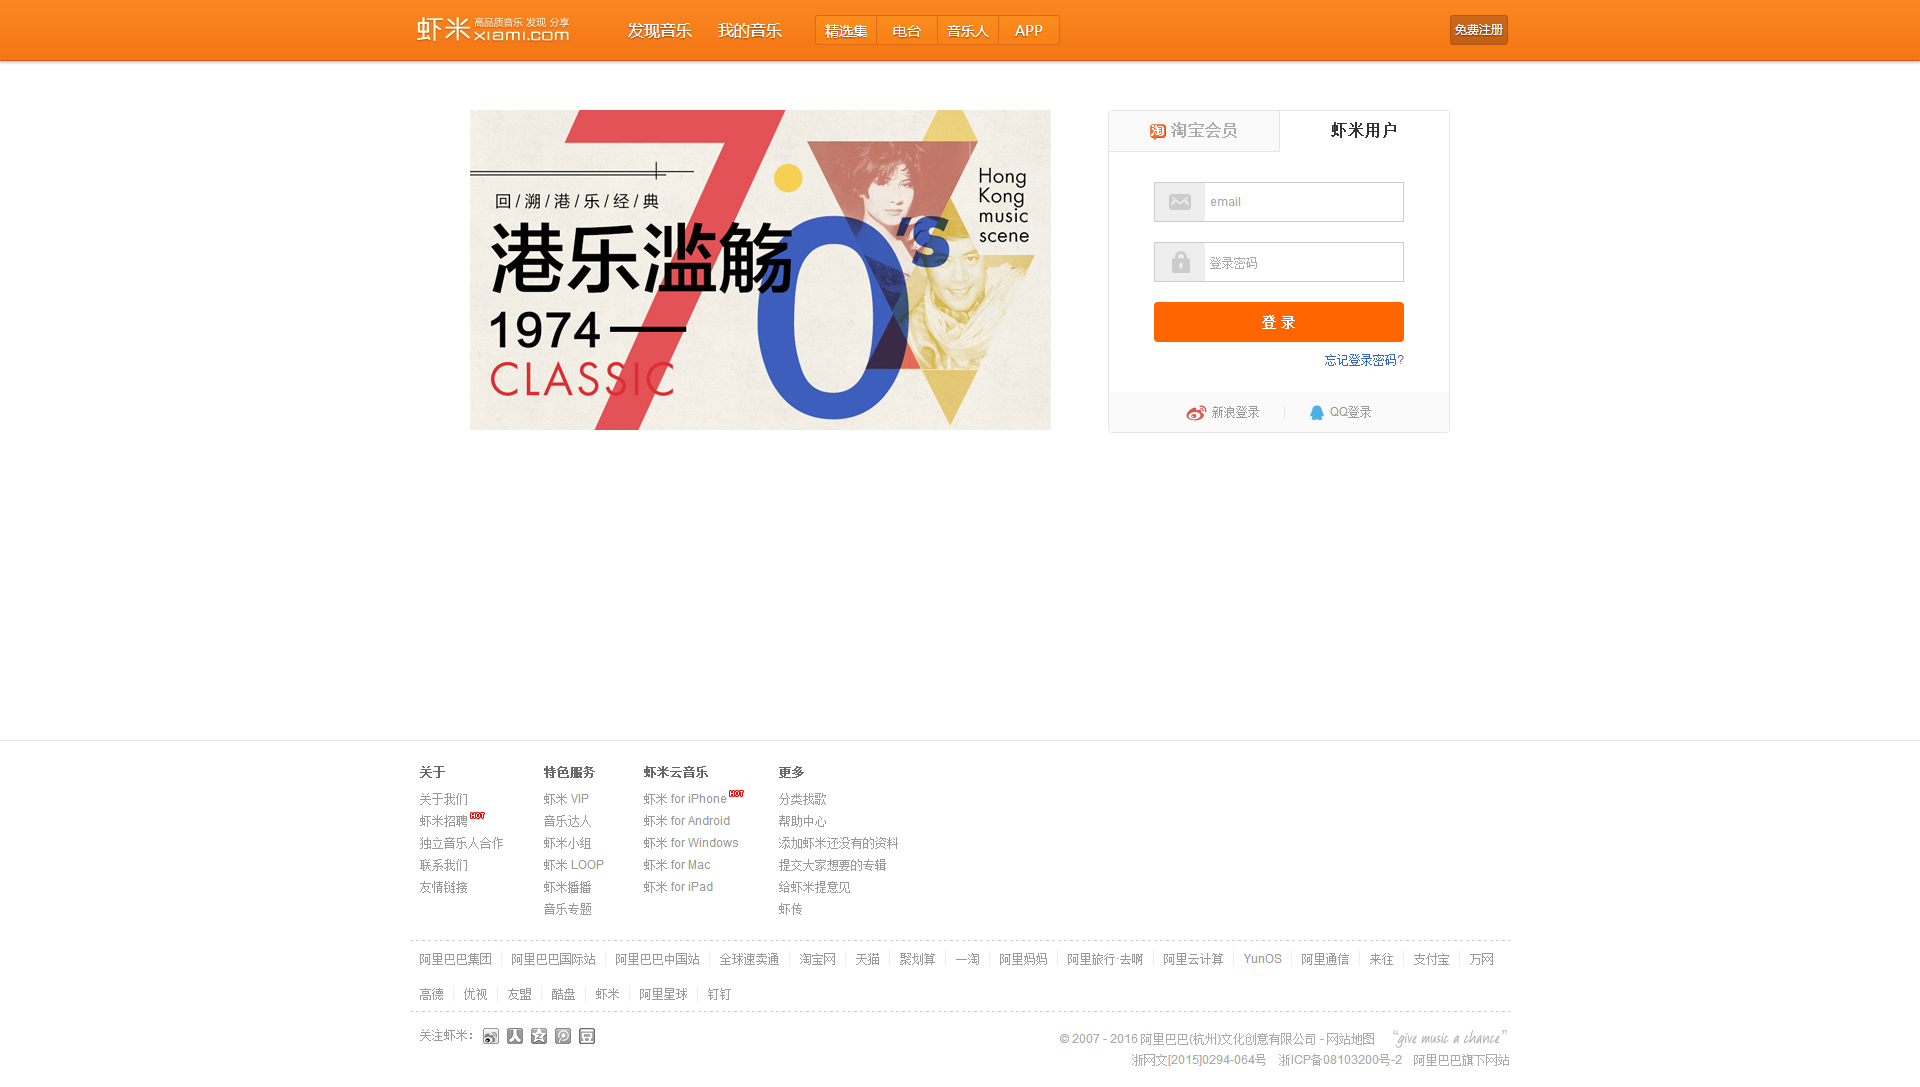 虾米 高品质音乐 发现 分享
xiami.com
发现音乐 我的音乐 精选集 电台 音乐人 APP 免费注册
回/溯/港/乐/经/典
港乐滥觞
1974
CLASSIC
70's
Hong
Kong
music
scene
淘 淘宝会员 虾米用户
email
登录密码
登 录
忘记登录密码?
新浪登录 QQ登录
关于
关于我们
虾米招聘 HOT
独立音乐人合作
联系我们
友情链接
特色服务
虾米 VIP
音乐达人
虾米小组
虾米 LOOP
虾米播播
音乐专题
虾米云音乐
虾米 for iPhone HOT
虾米 for Android
虾米 for Windows
虾米 for Mac
虾米 for iPad
更多
分类找歌
帮助中心
添加虾米还没有的资料
提交大家想要的专辑
给虾米提意见
虾传
阿里巴巴集团 阿里巴巴国际站 阿里巴巴中国站 全球速卖通 淘宝网 天猫 聚划算 一淘 阿里妈妈 阿里旅行·去啊 阿里云计算 YunOS 阿里通信 来往 支付宝 万网
高德 优视 友盟 酷盘 虾米 阿里星球 钉钉
关注虾米: 人 豆
© 2007 - 2016 阿里巴巴(杭州)文化创意有限公司 - 网站地图 “give music a chance”
浙网文[2015]0294-064号 浙ICP备08103200号-2 阿里巴巴旗下网站